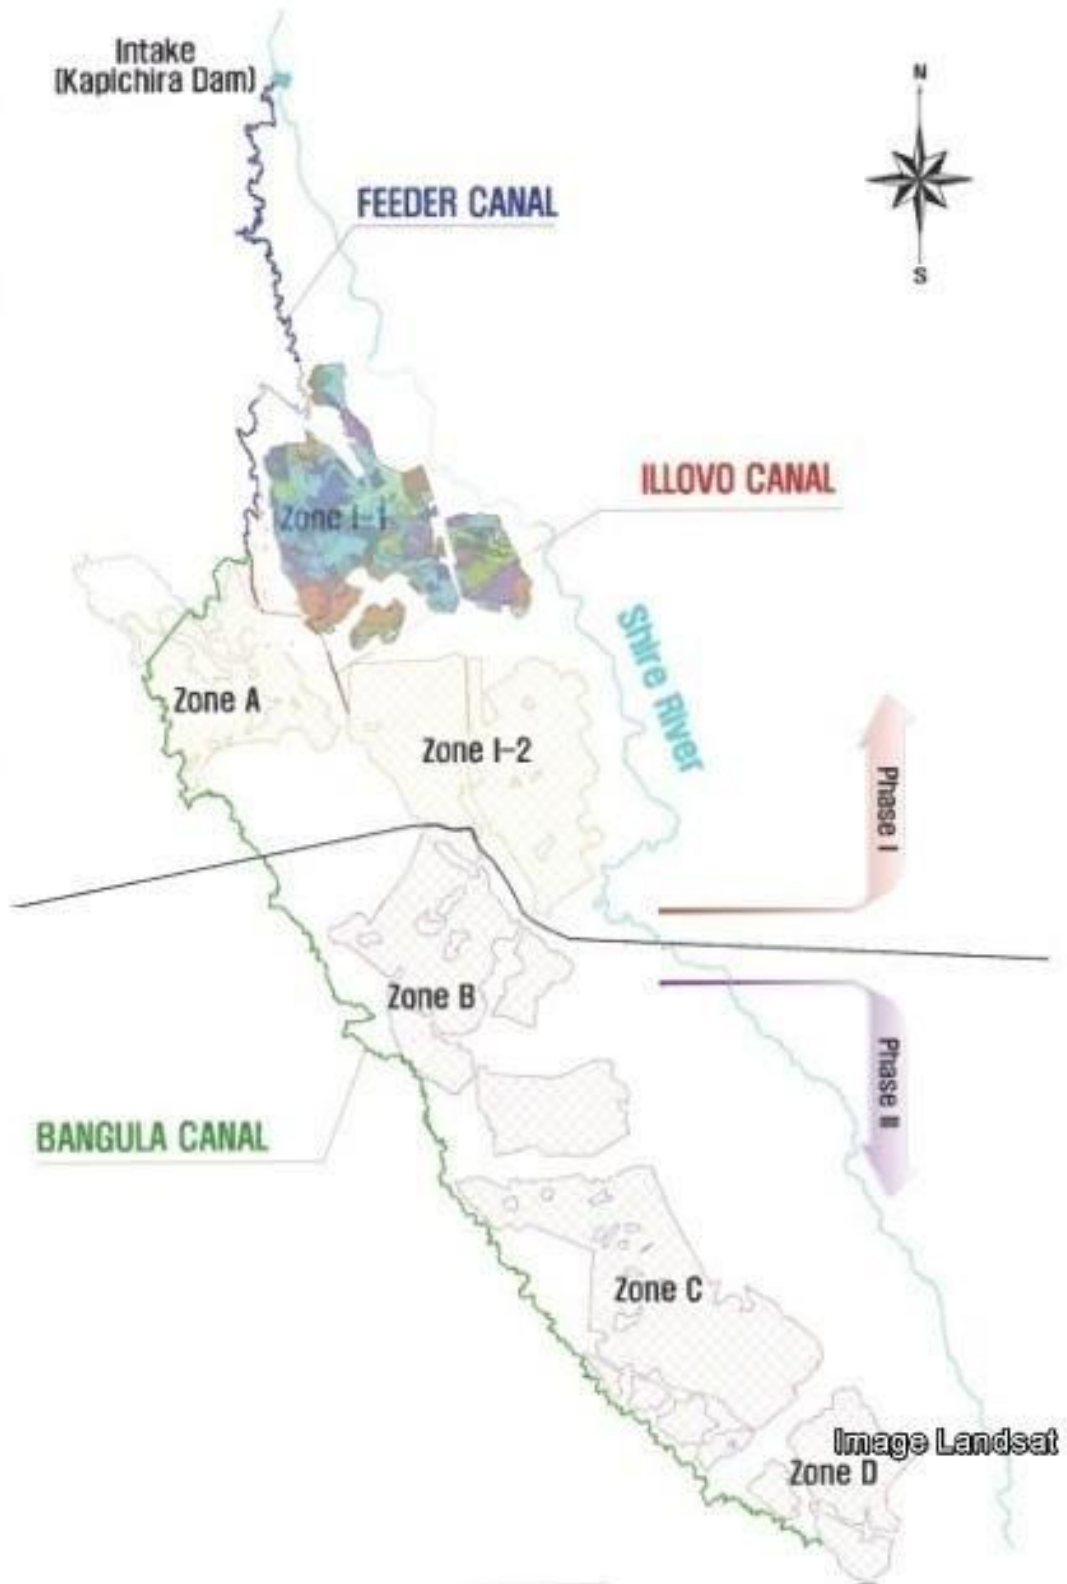 Intake
(Kapichira Dam)
N
FEEDER CANAL
S
ILLOVO CANAL
Zone I-1
Shire River
Zone A
Zone I-2
Phase I
Zone B
Phase II
BANGULA CANAL
Zone C
Image Landsat
Zone D